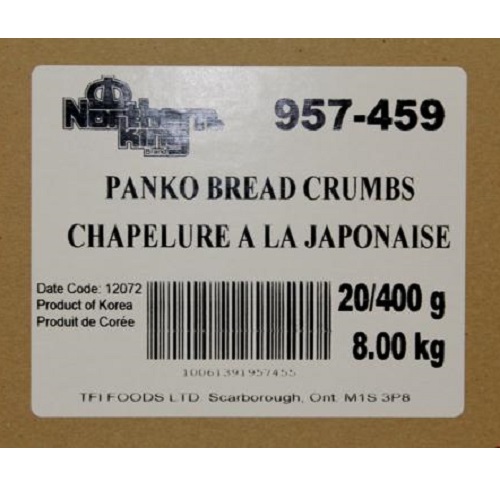 Northern King
957-459
PANKO BREAD CRUMBS
CHAPELURE A LA JAPONAISE
Date Code: 12072
Product of Korea
Produit de Corée
20/400 g
8.00 kg
10061391957455
TFI FOODS LTD. Scarborough, Ont. M1S 3P8